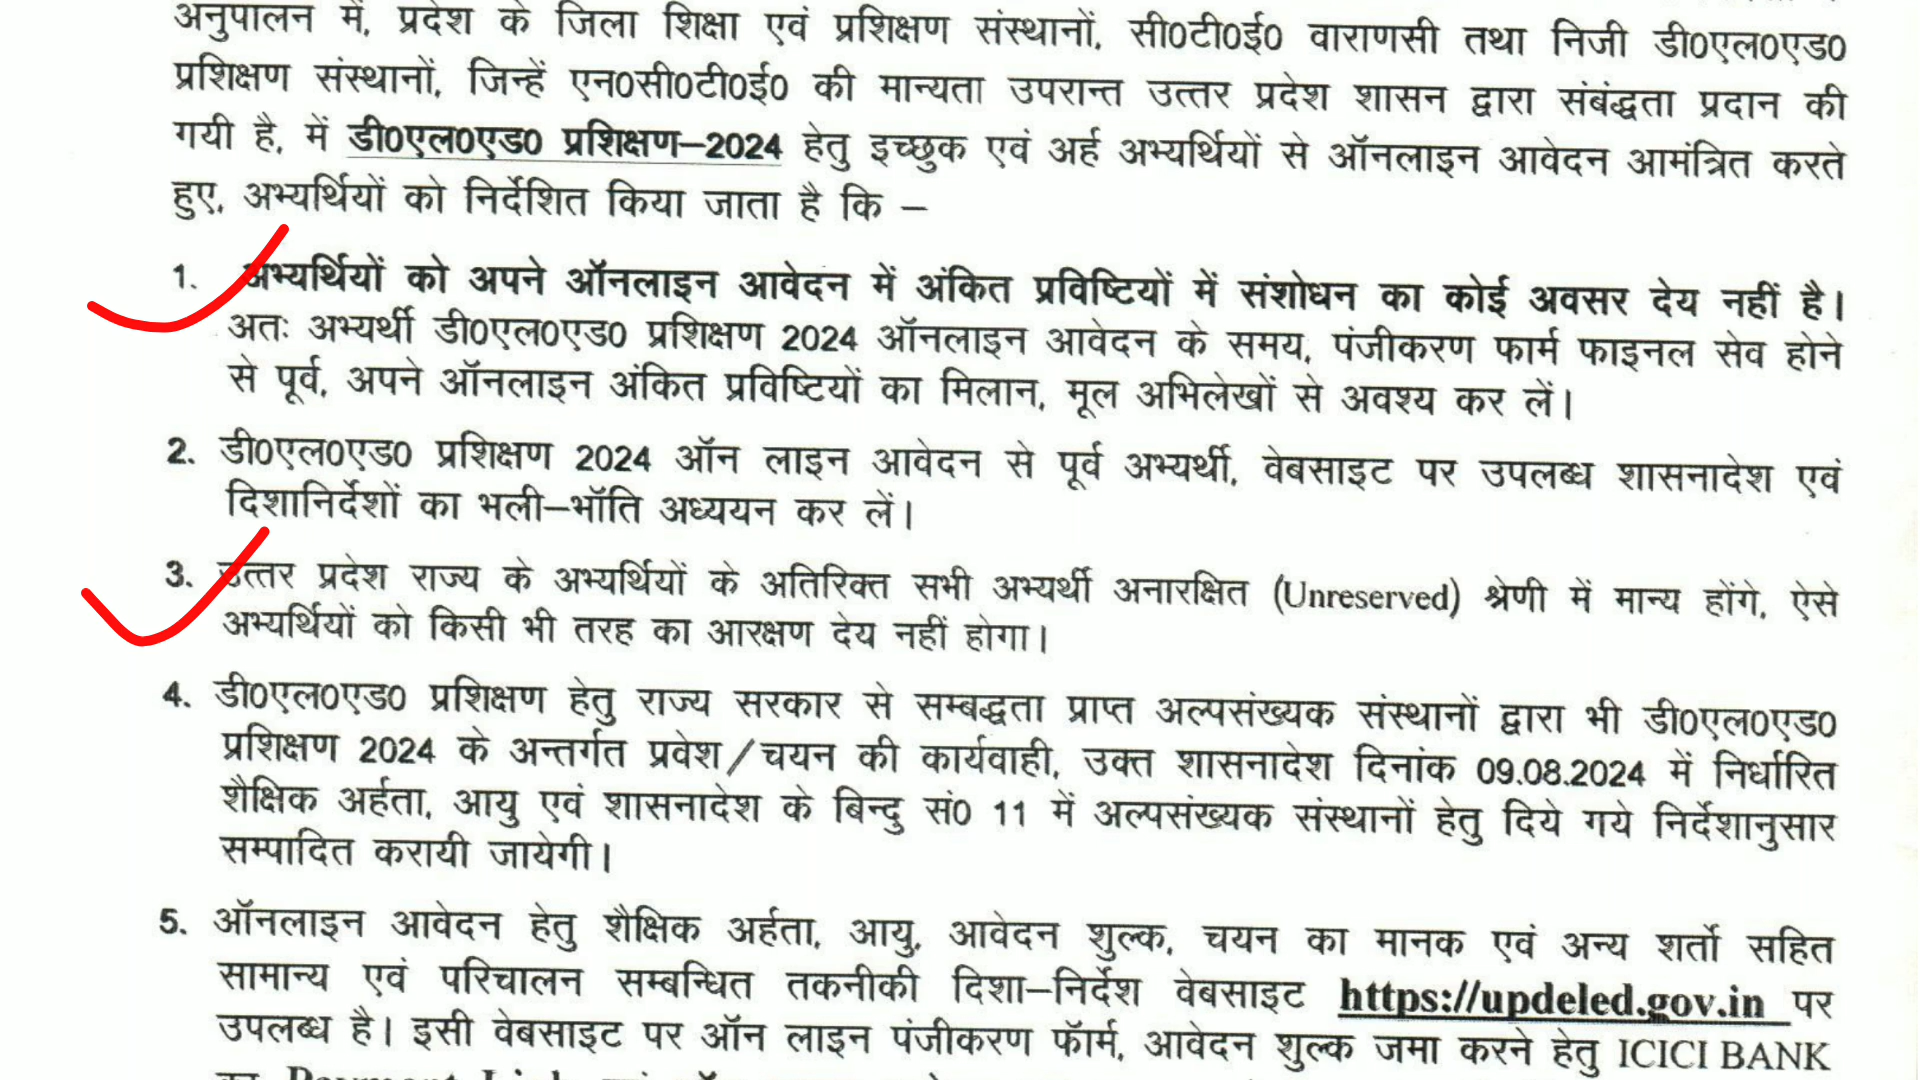 अनुपालन में, प्रदेश के जिला शिक्षा एवं प्रशिक्षण संस्थानों, सी0टी0ई0 वाराणसी तथा निजी डी0एल0एड0
प्रशिक्षण संस्थानों, जिन्हें एन0सी0टी0ई0 की मान्यता उपरान्त उत्तर प्रदेश शासन द्वारा संबंद्धता प्रदान की
गयी है, में डी0एल0एड0 प्रशिक्षण–2024 हेतु इच्छुक एवं अर्ह अभ्यर्थियों से ऑनलाइन आवेदन आमंत्रित करते
हुए, अभ्यर्थियों को निर्देशित किया जाता है कि –
1. अभ्यर्थियों को अपने ऑनलाइन आवेदन में अंकित प्रविष्टियों में संशोधन का कोई अवसर देय नहीं है।
अतः अभ्यर्थी डी0एल0एड0 प्रशिक्षण 2024 ऑनलाइन आवेदन के समय, पंजीकरण फार्म फाइनल सेव होने
से पूर्व, अपने ऑनलाइन अंकित प्रविष्टियों का मिलान, मूल अभिलेखों से अवश्य कर लें।
2. डी0एल0एड0 प्रशिक्षण 2024 ऑन लाइन आवेदन से पूर्व अभ्यर्थी, वेबसाइट पर उपलब्ध शासनादेश एवं
दिशानिर्देशों का भली–भॉति अध्ययन कर लें।
3. उत्तर प्रदेश राज्य के अभ्यर्थियों के अतिरिक्त सभी अभ्यर्थी अनारक्षित (Unreserved) श्रेणी में मान्य होंगे, ऐसे
अभ्यर्थियों को किसी भी तरह का आरक्षण देय नहीं होगा।
4. डी0एल0एड0 प्रशिक्षण हेतु राज्य सरकार से सम्बद्धता प्राप्त अल्पसंख्यक संस्थानों द्वारा भी डी0एल0एड0
प्रशिक्षण 2024 के अन्तर्गत प्रवेश/चयन की कार्यवाही, उक्त शासनादेश दिनांक 09.08.2024 में निर्धारित
शैक्षिक अर्हता, आयु एवं शासनादेश के बिन्दु सं0 11 में अल्पसंख्यक संस्थानों हेतु दिये गये निर्देशानुसार
सम्पादित करायी जायेगी।
5. ऑनलाइन आवेदन हेतु शैक्षिक अर्हता, आयु, आवेदन शुल्क, चयन का मानक एवं अन्य शर्तो सहित
सामान्य एवं परिचालन सम्बन्धित तकनीकी दिशा–निर्देश वेबसाइट https://updeled.gov.in पर
उपलब्ध है। इसी वेबसाइट पर ऑन लाइन पंजीकरण फॉर्म, आवेदन शुल्क जमा करने हेतु ICICI BANK